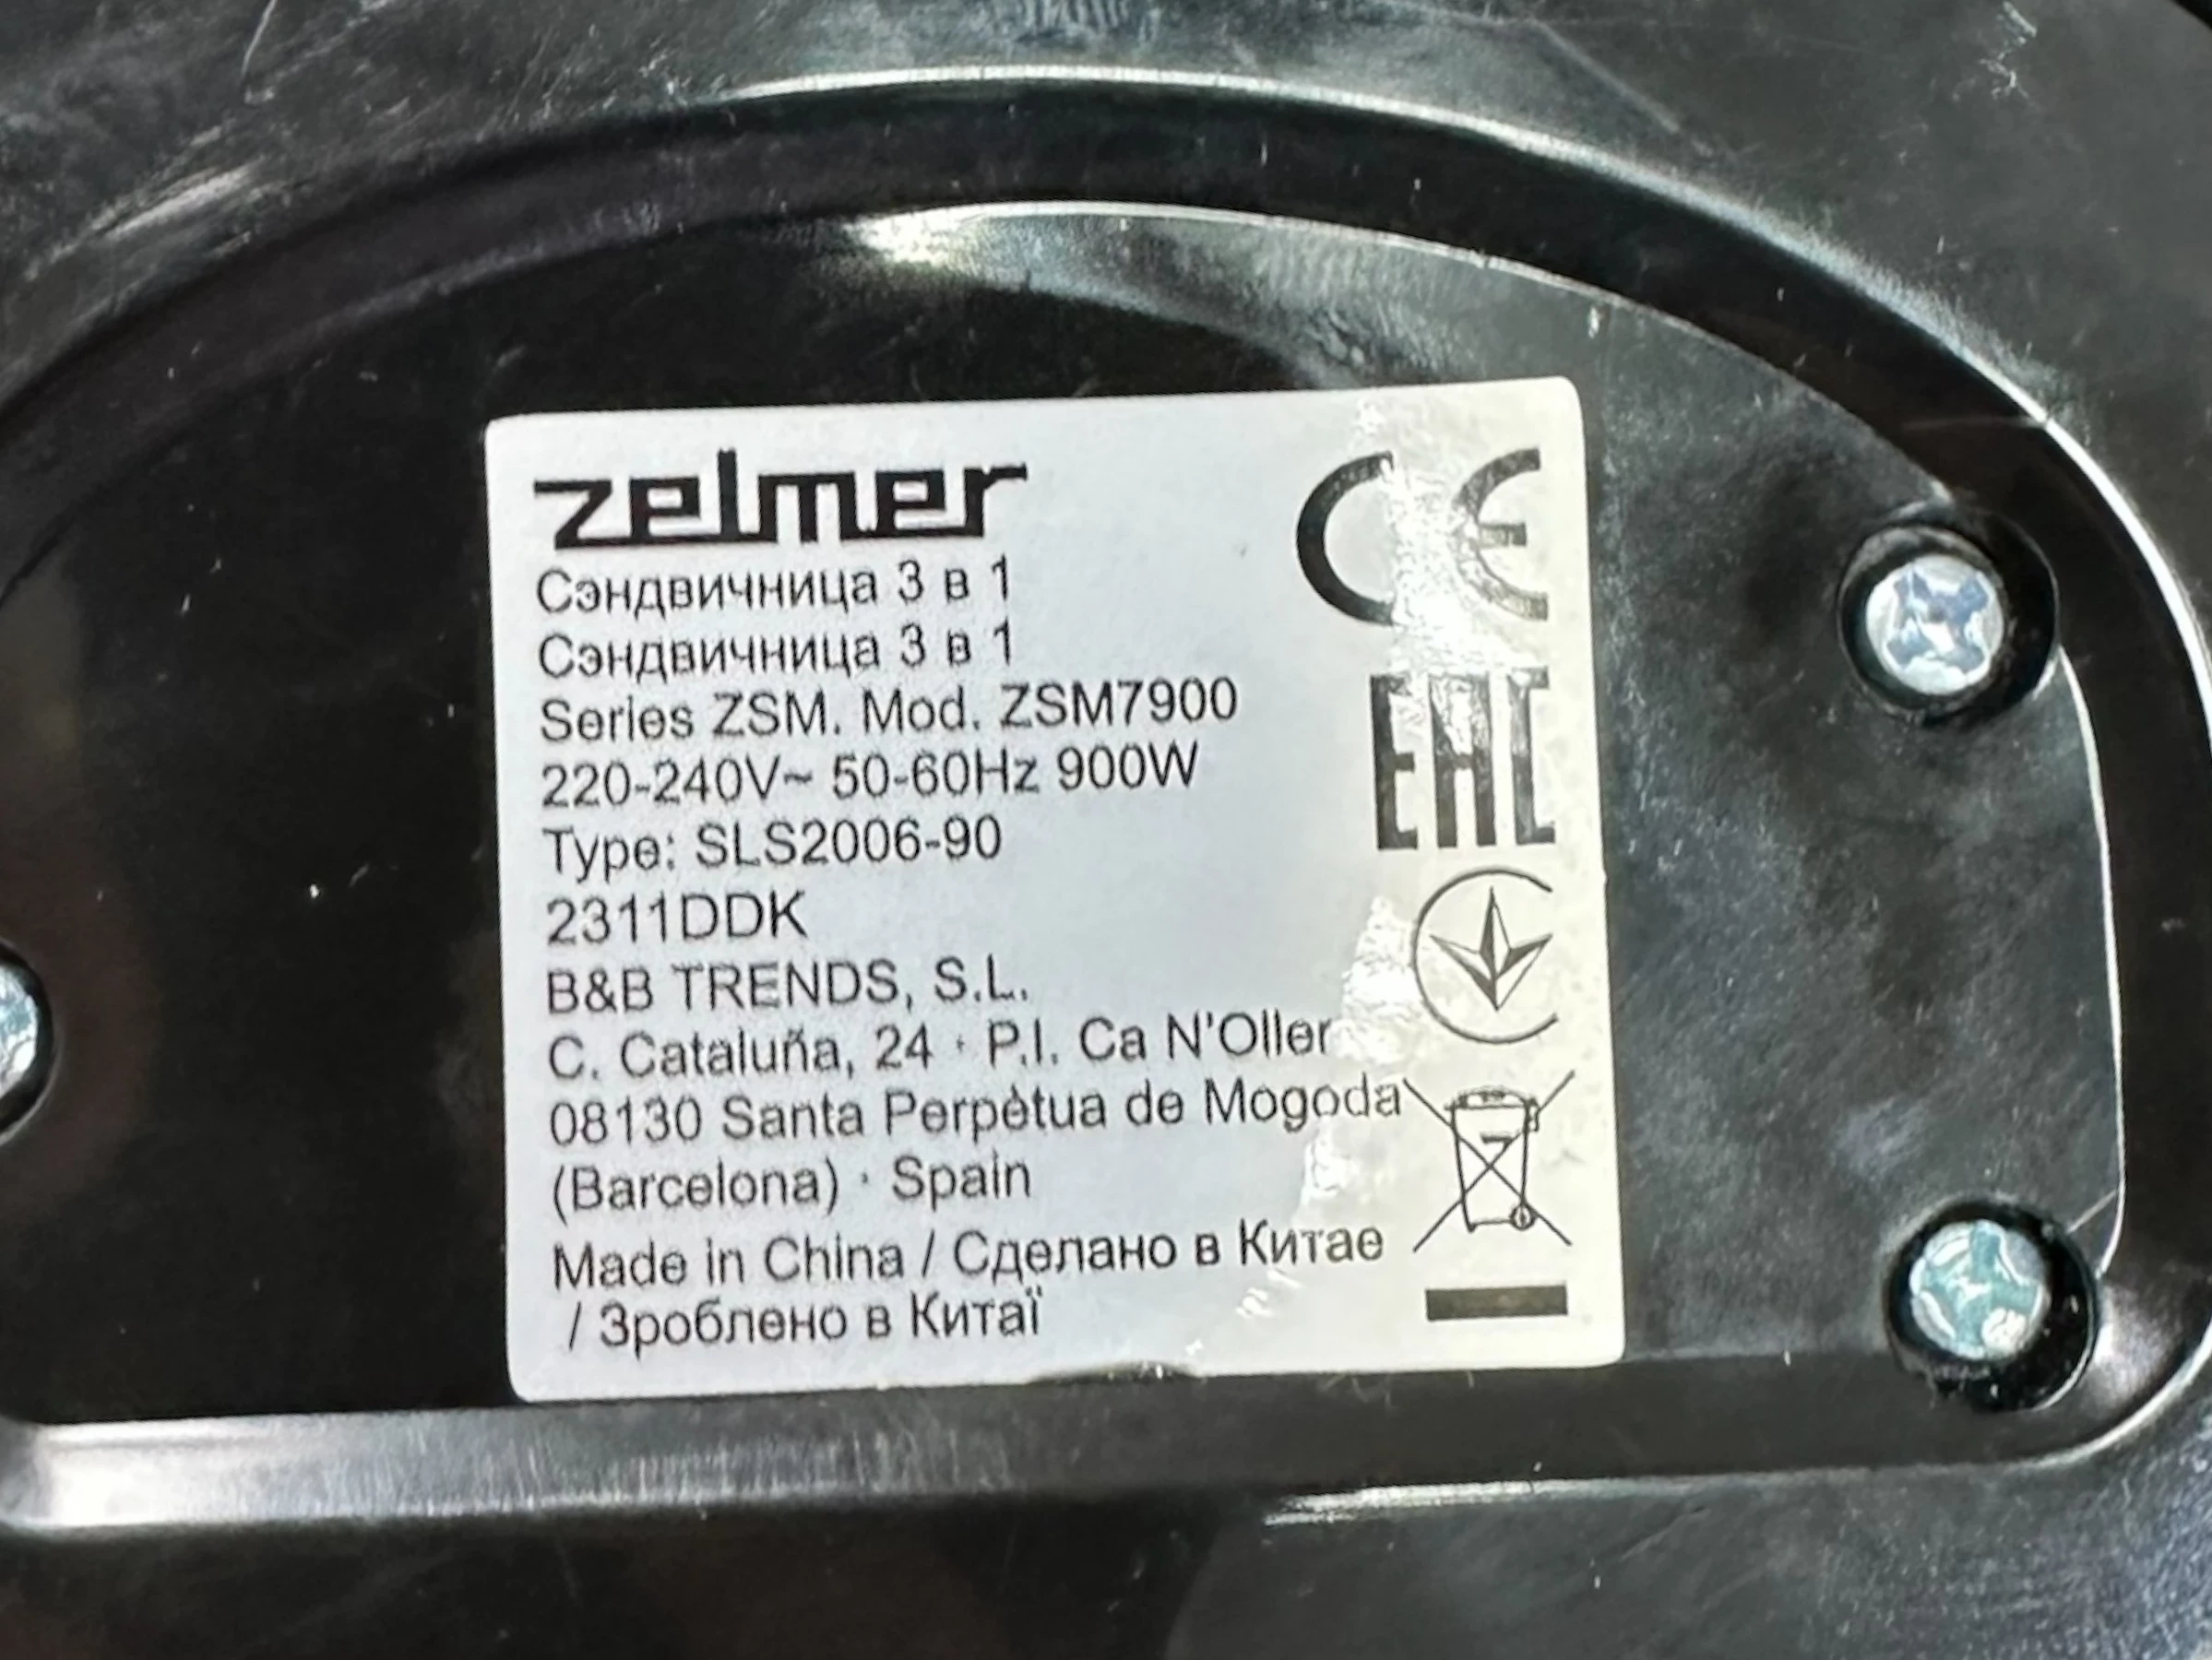 zelmer
Сэндвичница 3 в 1
Сэндвичница 3 в 1
Series ZSM. Mod. ZSM7900
220-240V~ 50-60Hz 900W
Type: SLS2006-90
2311DDK
B&B TRENDS, S.L.
C. Cataluña, 24 · P.I. Ca N'Oller
08130 Santa Perpètua de Mogoda
(Barcelona) · Spain
Made in China / Сделано в Китае
/ Зроблено в Китаї
CE
EAC